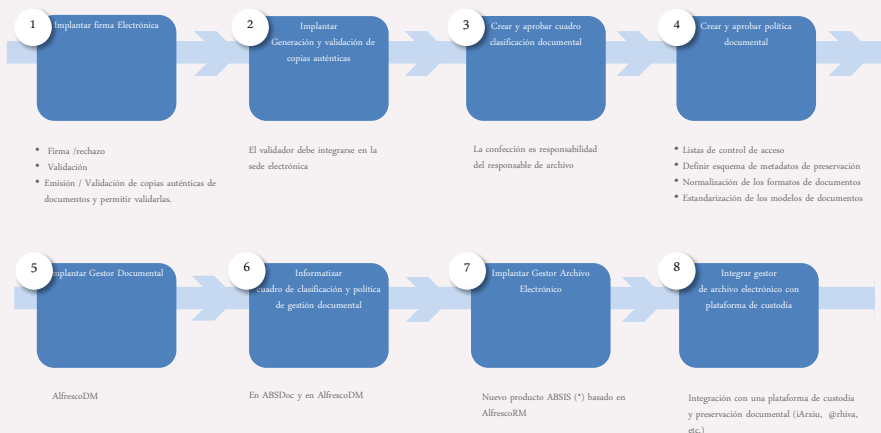 1
Implantar firma Electrónica
2
Implantar
Generación y validación de
copias auténticas
3
Crear y aprobar cuadro
clasificación documental
4
Crear y aprobar política
documental
• Firma /rechazo
• Validación
• Emisión / Validación de copias auténticas de
documentos y permitir validarlas.
El validador debe integrarse en la
sede electrónica
La confección es responsabilidad
del responsable de archivo
• Listas de control de acceso
• Definir esquema de metadatos de preservación
• Normalización de los formatos de documentos
• Estandarización de los modelos de documentos
5
mplantar Gestor Documental
6
Informatizar
cuadro de clasificación y política
de gestión documental
7
Implantar Gestor Archivo
Electrónico
8
Integrar gestor
de archivo electrónico con
plataforma de custodia
AlfrescoDM
En ABSDoc y en AlfrescoDM
Nuevo producto ABSIS (*) basado en
AlfrescoRM
Integración con una plataforma de custodia
y preservación documental (iArxiu, @rhiva,
etc.)